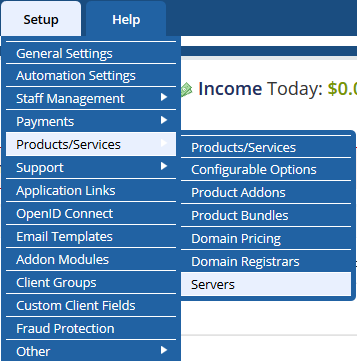 Setup
Help
General Settings
Automation Settings
Staff Management
Payments
Products/Services
Support
Application Links
OpenID Connect
Email Templates
Addon Modules
Client Groups
Custom Client Fields
Fraud Protection
Other
Income Today: $0.0
Products/Services
Configurable Options
Product Addons
Product Bundles
Domain Pricing
Domain Registrars
Servers